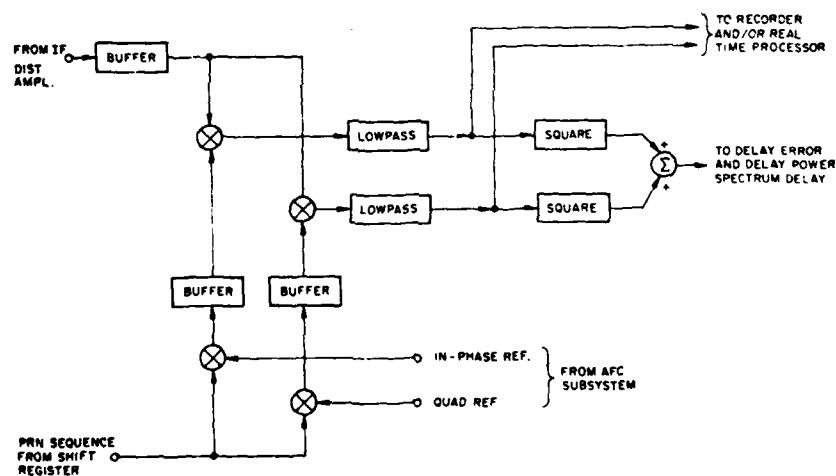 TO RECORDER
AND/OR REAL
TIME PROCESSOR
FROM IF
DIST
AMPL.
BUFFER
LOWPASS
SQUARE
+
Σ
+
TO DELAY ERROR
AND DELAY POWER
SPECTRUM DELAY
LOWPASS
SQUARE
BUFFER
BUFFER
IN-PHASE REF.
FROM AFC
SUBSYSTEM
QUAD REF
PRN SEQUENCE
FROM SHIFT
REGISTER